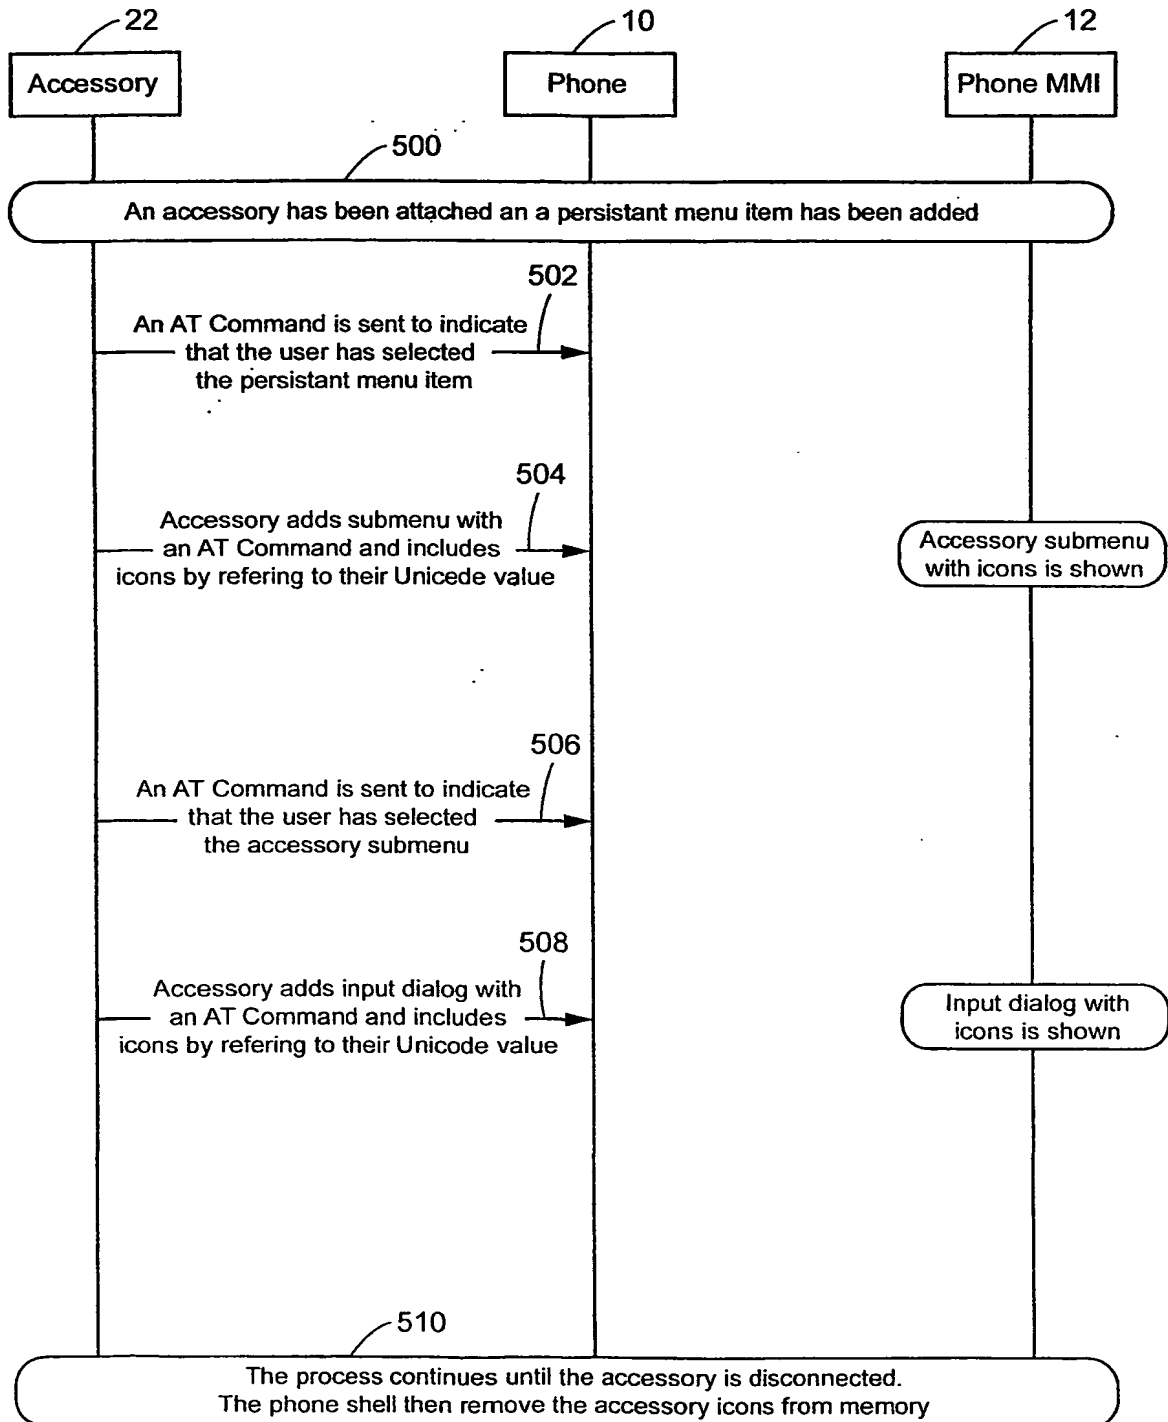 22
10
12
Accessory
Phone
Phone MMI
500
An accessory has been attached an a persistant menu item has been added
502
An AT Command is sent to indicate
that the user has selected
the persistant menu item
504
Accessory adds submenu with
an AT Command and includes
icons by refering to their Unicede value
Accessory submenu
with icons is shown
506
An AT Command is sent to indicate
that the user has selected
the accessory submenu
508
Accessory adds input dialog with
an AT Command and includes
icons by refering to their Unicode value
Input dialog with
icons is shown
510
The process continues until the accessory is disconnected.
The phone shell then remove the accessory icons from memory